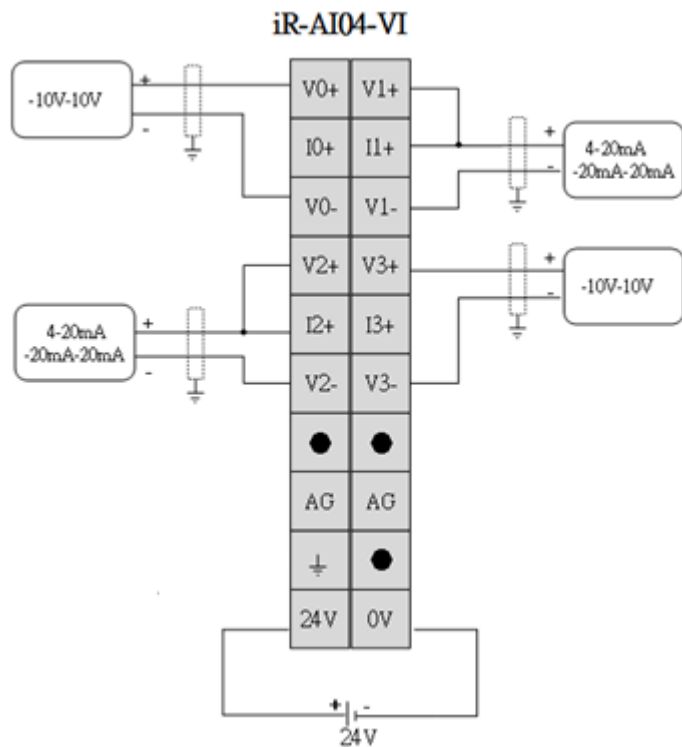 iR-AI04-VI
+
-10V-10V
-
V0+ V1+
I0+ I1+
V0- V1-
+
4-20mA
-20mA-20mA
-
V2+ V3+
+
-10V-10V
-
I2+ I3+
+
4-20mA
-20mA-20mA
-
V2- V3-
AG AG
24V 0V
+ -
24V